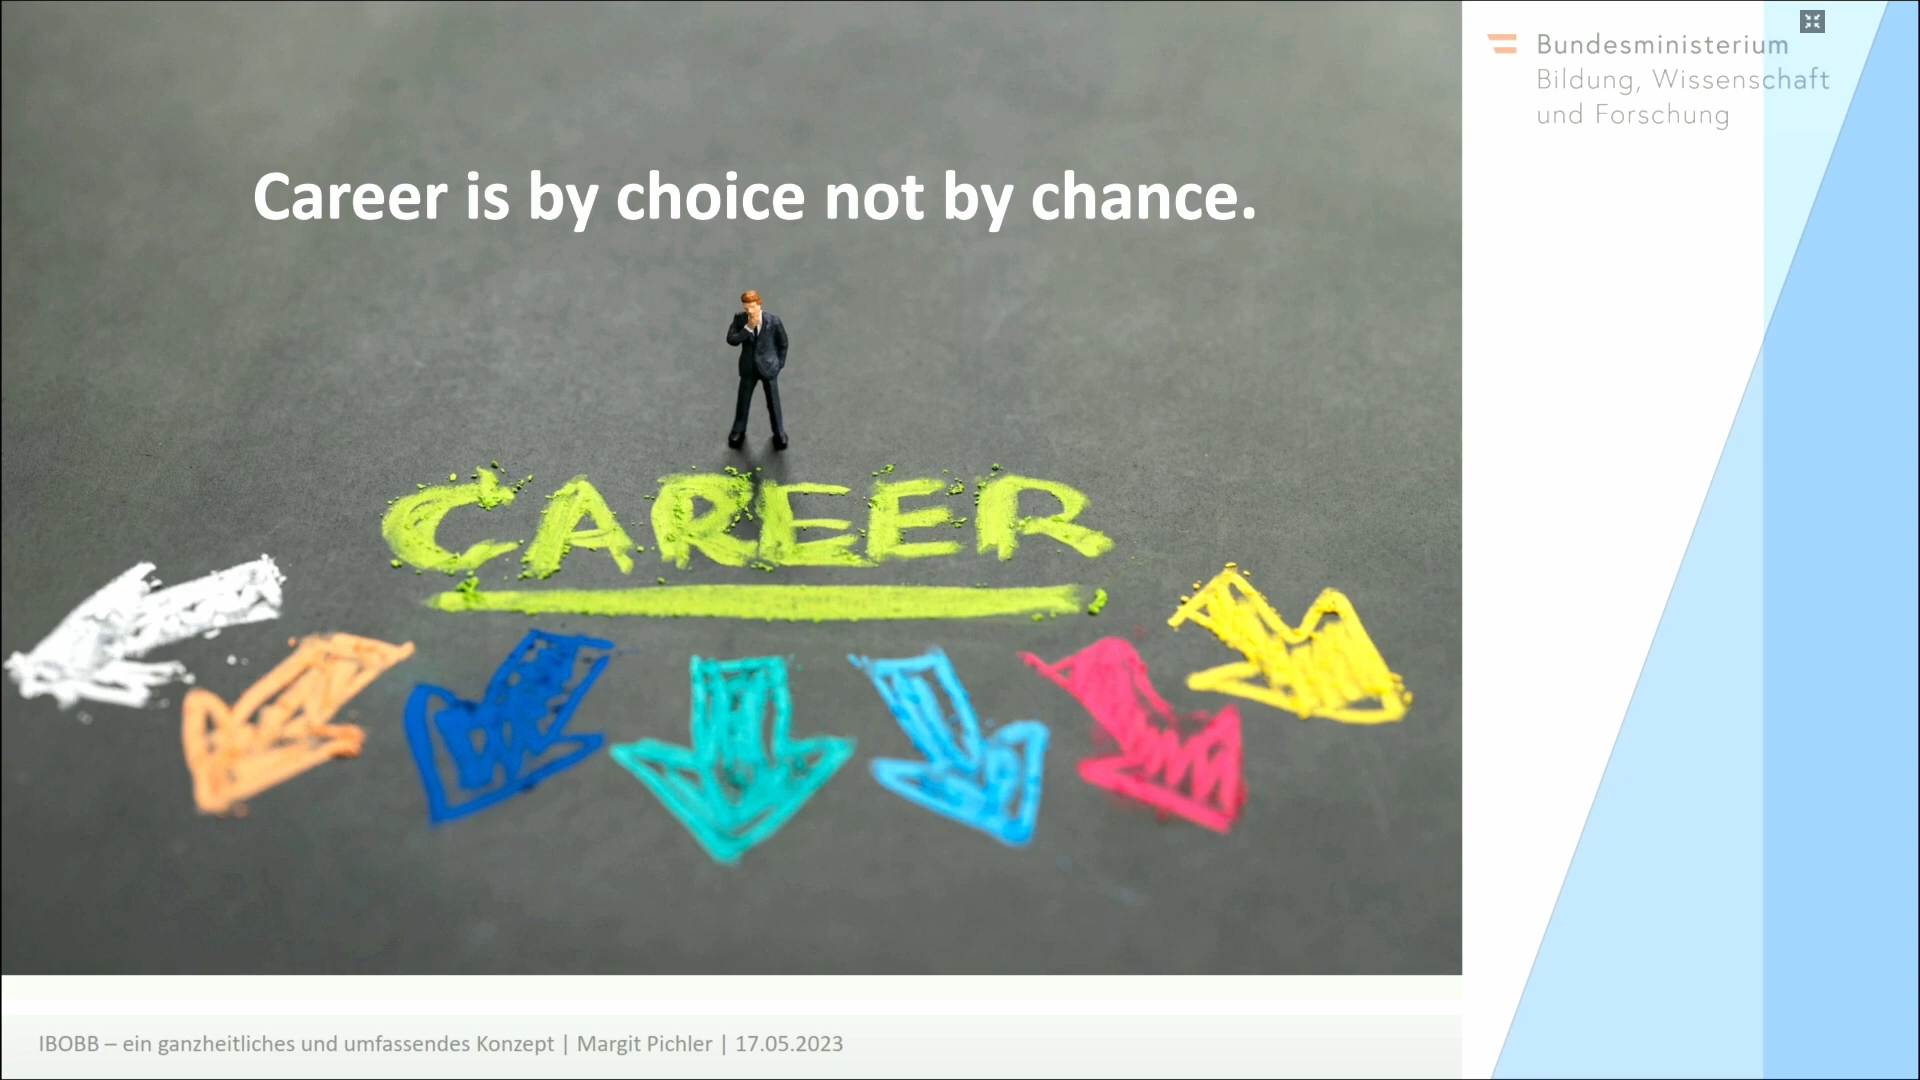 Bundesministerium
Bildung, Wissenschaft
und Forschung
Career is by choice not by chance.
CAREER
IBOBB – ein ganzheitliches und umfassendes Konzept | Margit Pichler | 17.05.2023